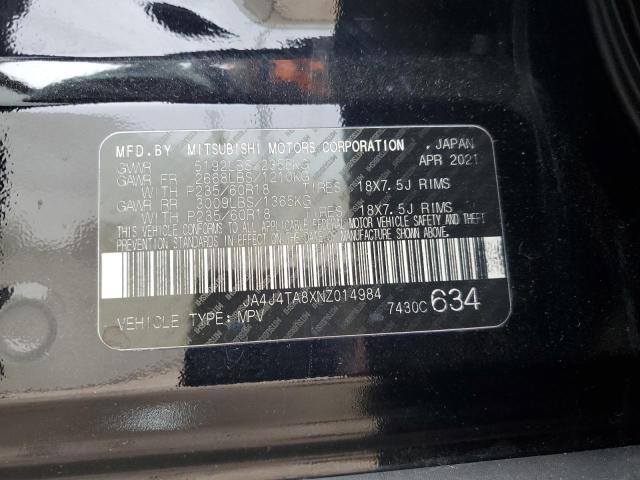 MFD.BY MITSUBISHI MOTORS CORPORATION , JAPAN
GVWR 5192LBS/2355KG APR 2021
GAWR FR 2668LBS/1210KG
WITH P235/60R18 TIRES 18X7.5J RIMS
GAWR RR 3009LBS/1365KG
WITH P235/60R18 TIRES 18X7.5J RIMS
THIS VEHICLE CONFORMS TO ALL APPLICABLE FEDERAL MOTOR VEHICLE SAFETY AND THEFT
PREVENTION STANDARDS IN EFFECT ON THE DATE OF MANUFACTURE SHOWN ABOVE.
JA4J4TA8XNZ014984
VEHICLE TYPE: MPV 7430C 634